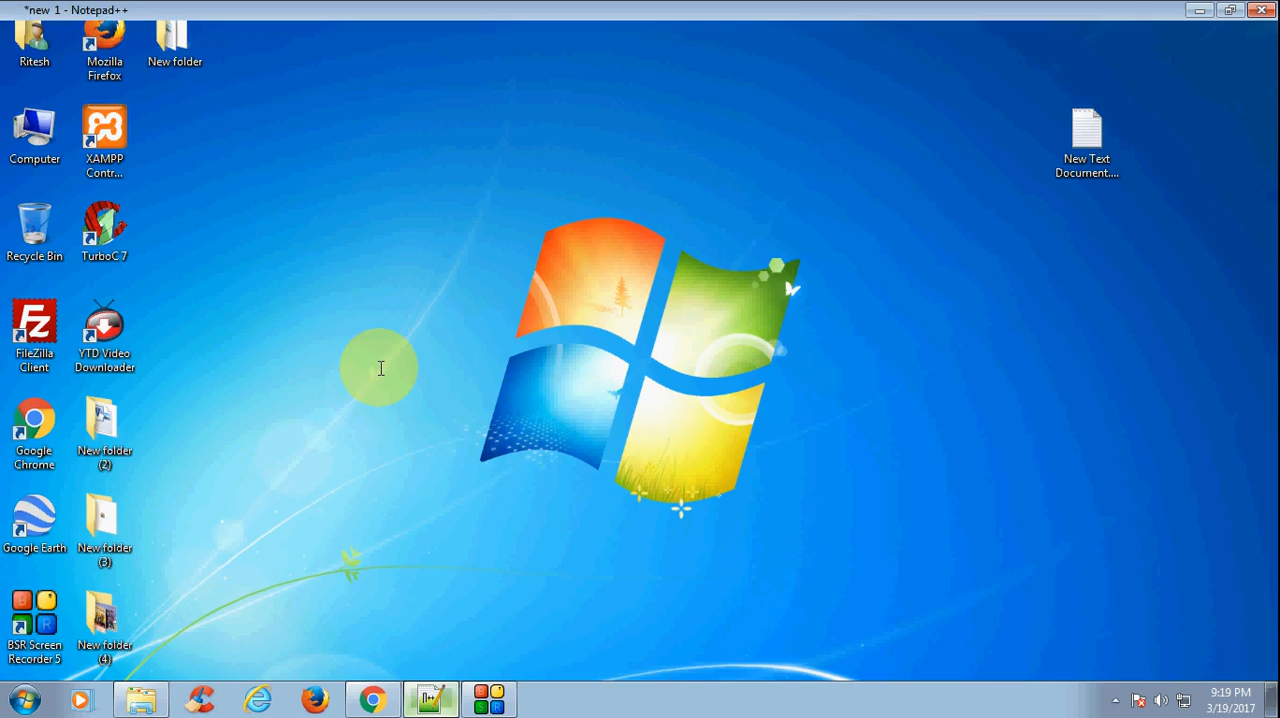 *new 1 - Notepad++
Ritesh
Mozilla
Firefox
New folder
Computer
XAMPP
Contr...
New Text
Document....
Recycle Bin
TurboC 7
FileZilla
Client
YTD Video
Downloader
Google
Chrome
New folder
(2)
Google Earth
New folder
(3)
BSR Screen
Recorder 5
New folder
(4)
9:19 PM
3/19/2017